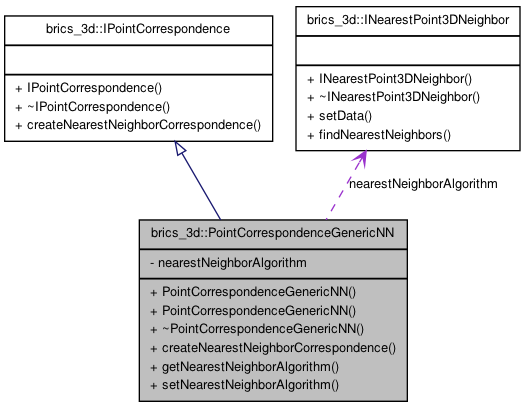 brics_3d::IPointCorrespondence
+ IPointCorrespondence()
+ ~IPointCorrespondence()
+ createNearestNeighborCorrespondence()
brics_3d::INearestPoint3DNeighbor
+ INearestPoint3DNeighbor()
+ ~INearestPoint3DNeighbor()
+ setData()
+ findNearestNeighbors()
nearestNeighborAlgorithm
brics_3d::PointCorrespondenceGenericNN
- nearestNeighborAlgorithm
+ PointCorrespondenceGenericNN()
+ PointCorrespondenceGenericNN()
+ ~PointCorrespondenceGenericNN()
+ createNearestNeighborCorrespondence()
+ getNearestNeighborAlgorithm()
+ setNearestNeighborAlgorithm()